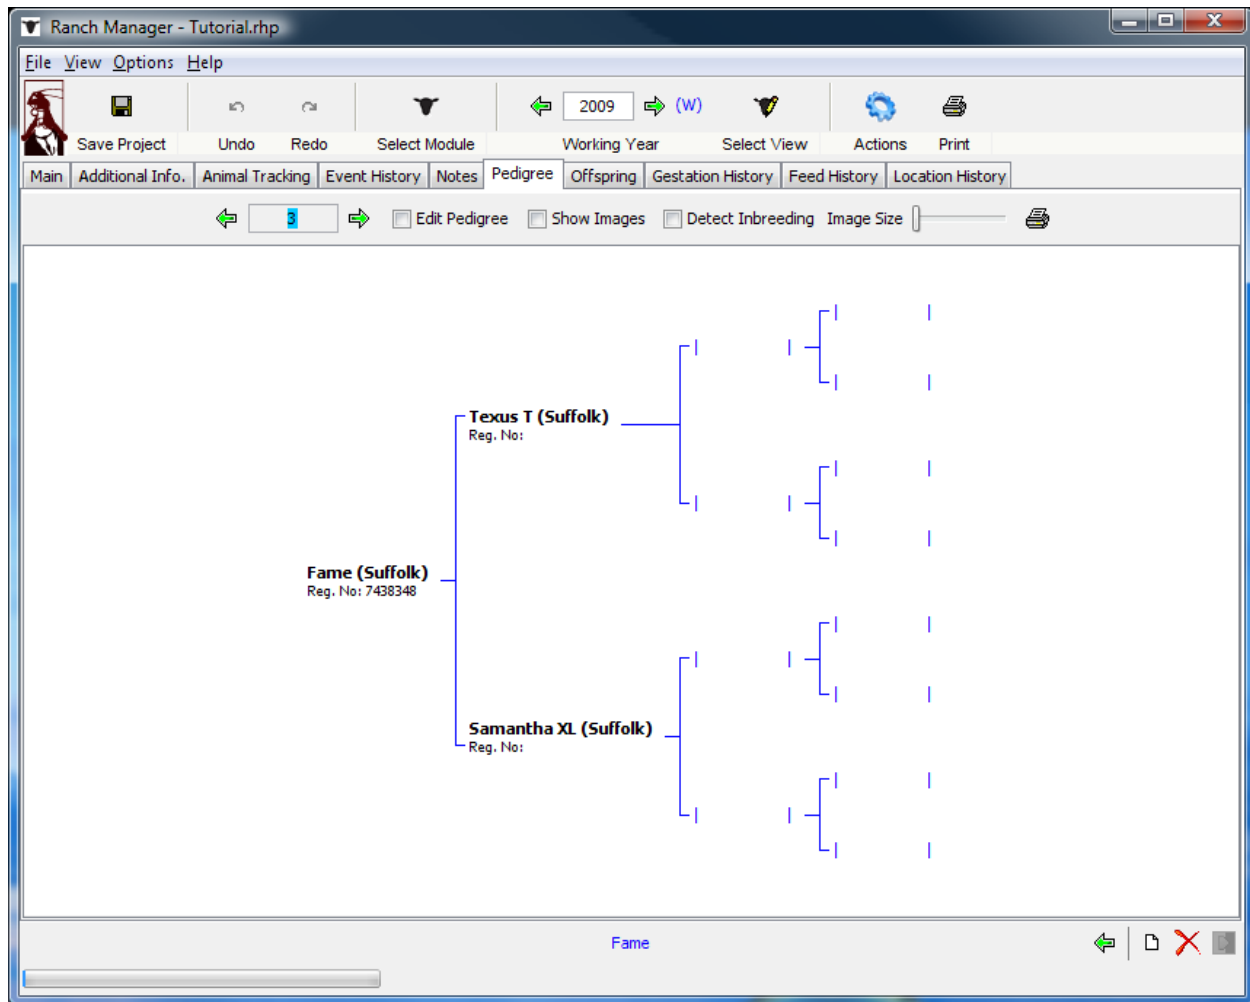 Ranch Manager - Tutorial.rhp
File View Options Help
2009 (W)
Save Project Undo Redo Select Module Working Year Select View Actions Print
Main Additional Info. Animal Tracking Event History Notes Pedigree Offspring Gestation History Feed History Location History
3 Edit Pedigree Show Images Detect Inbreeding Image Size
Texus T (Suffolk)
Reg. No:
Fame (Suffolk)
Reg. No: 7438348
Samantha XL (Suffolk)
Reg. No:
Fame